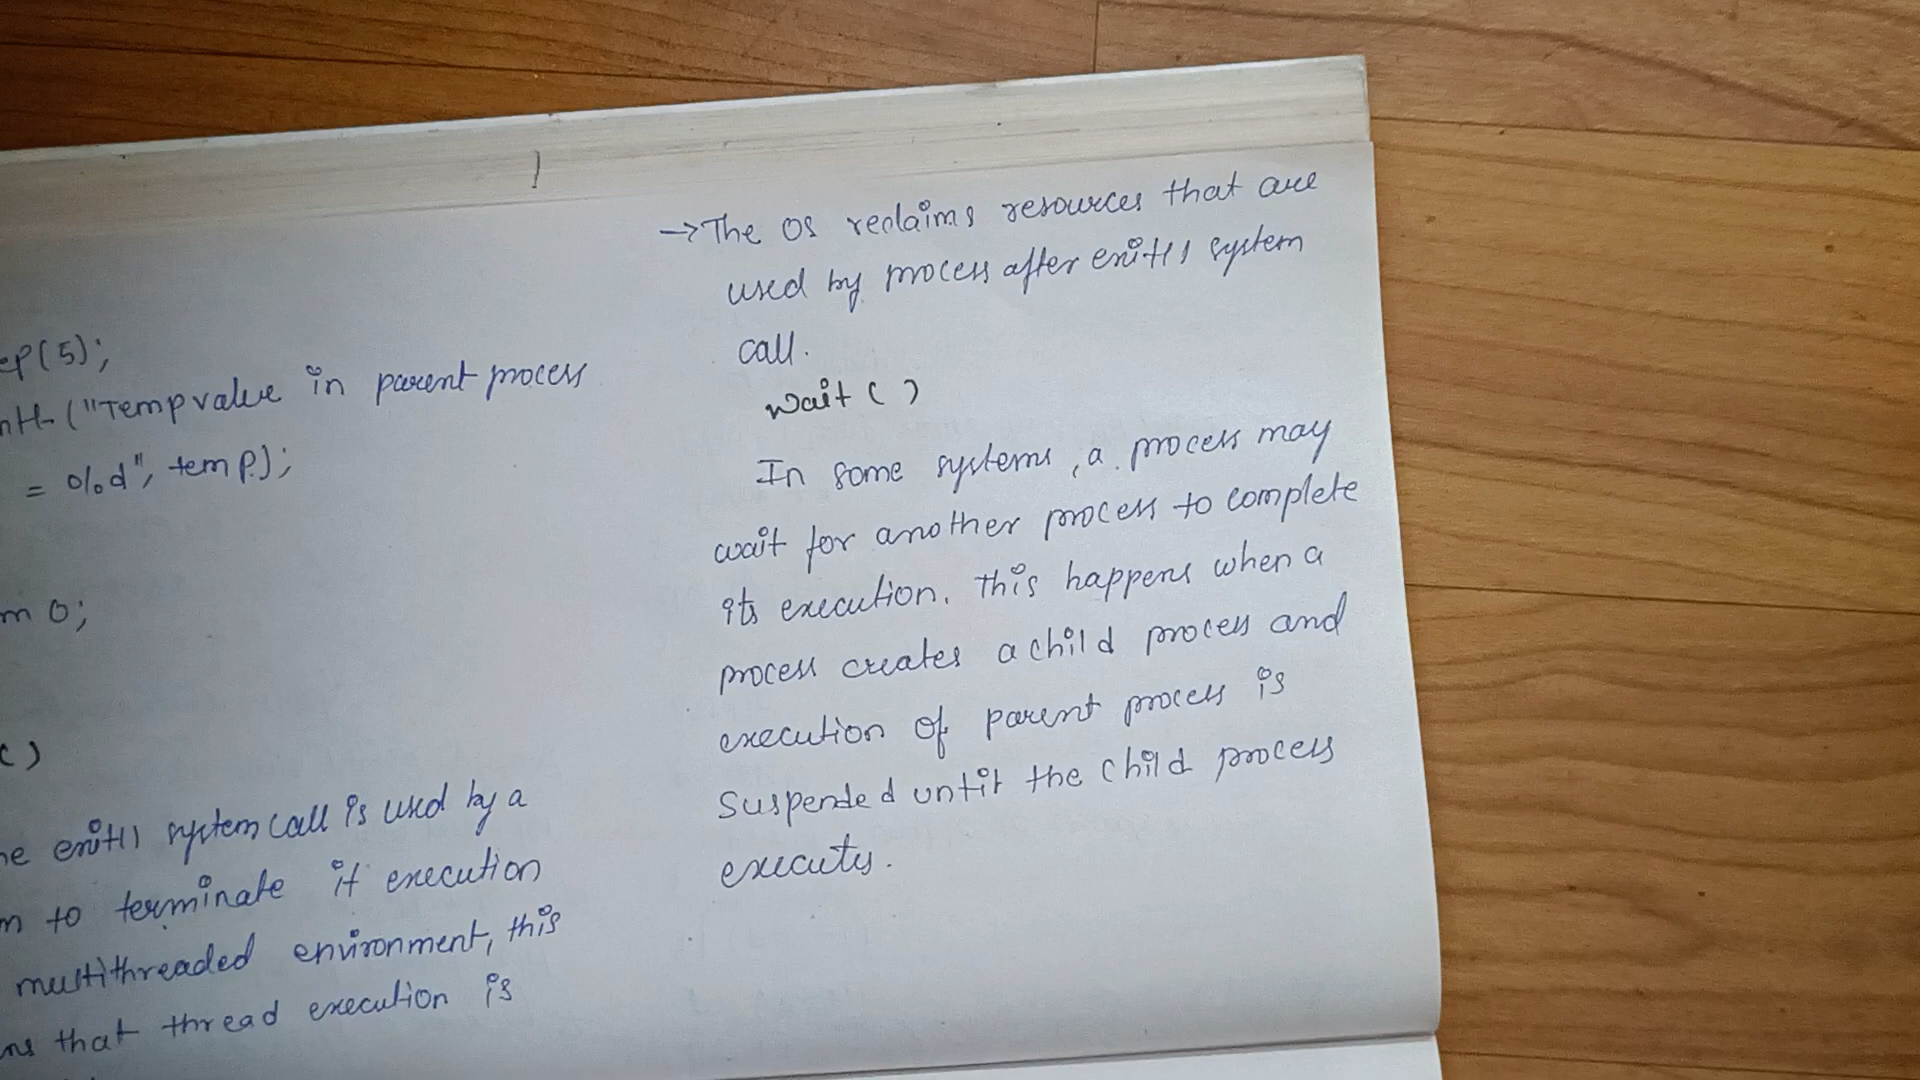 ep(5);
("Tempvalue in parent process
= %d", temp);
0;
()
exit() system call is used by a
to terminate it execution
multithreaded environment, this
that thread execution is
→ The OS reclaims resources that are
used by process after exit() system
call.
wait ( )
In some systems, a process may
wait for another process to complete
its execution. This happens when a
process creates a child process and
execution of parent process is
suspended until the child process
executes.